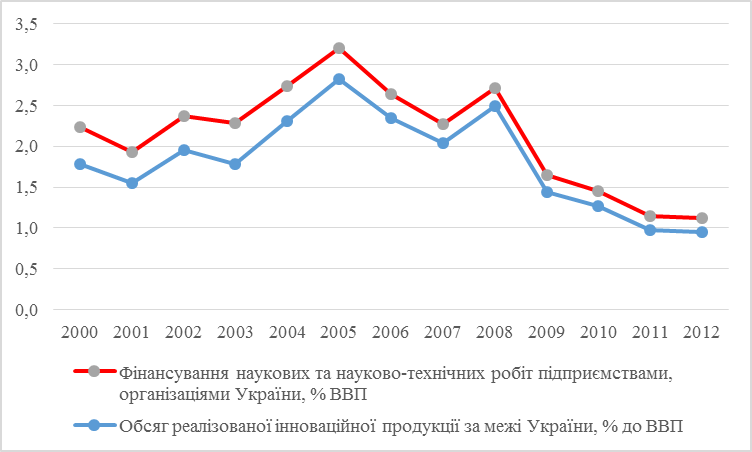 3,5
3,0
2,5
2,0
1,5
1,0
0,5
0,0
2000 2001 2002 2003 2004 2005 2006 2007 2008 2009 2010 2011 2012
Фінансування наукових та науково-технічних робіт підприємствами,
організаціями України, % ВВП
Обсяг реалізованої інноваційної продукції за межі України, % до ВВП